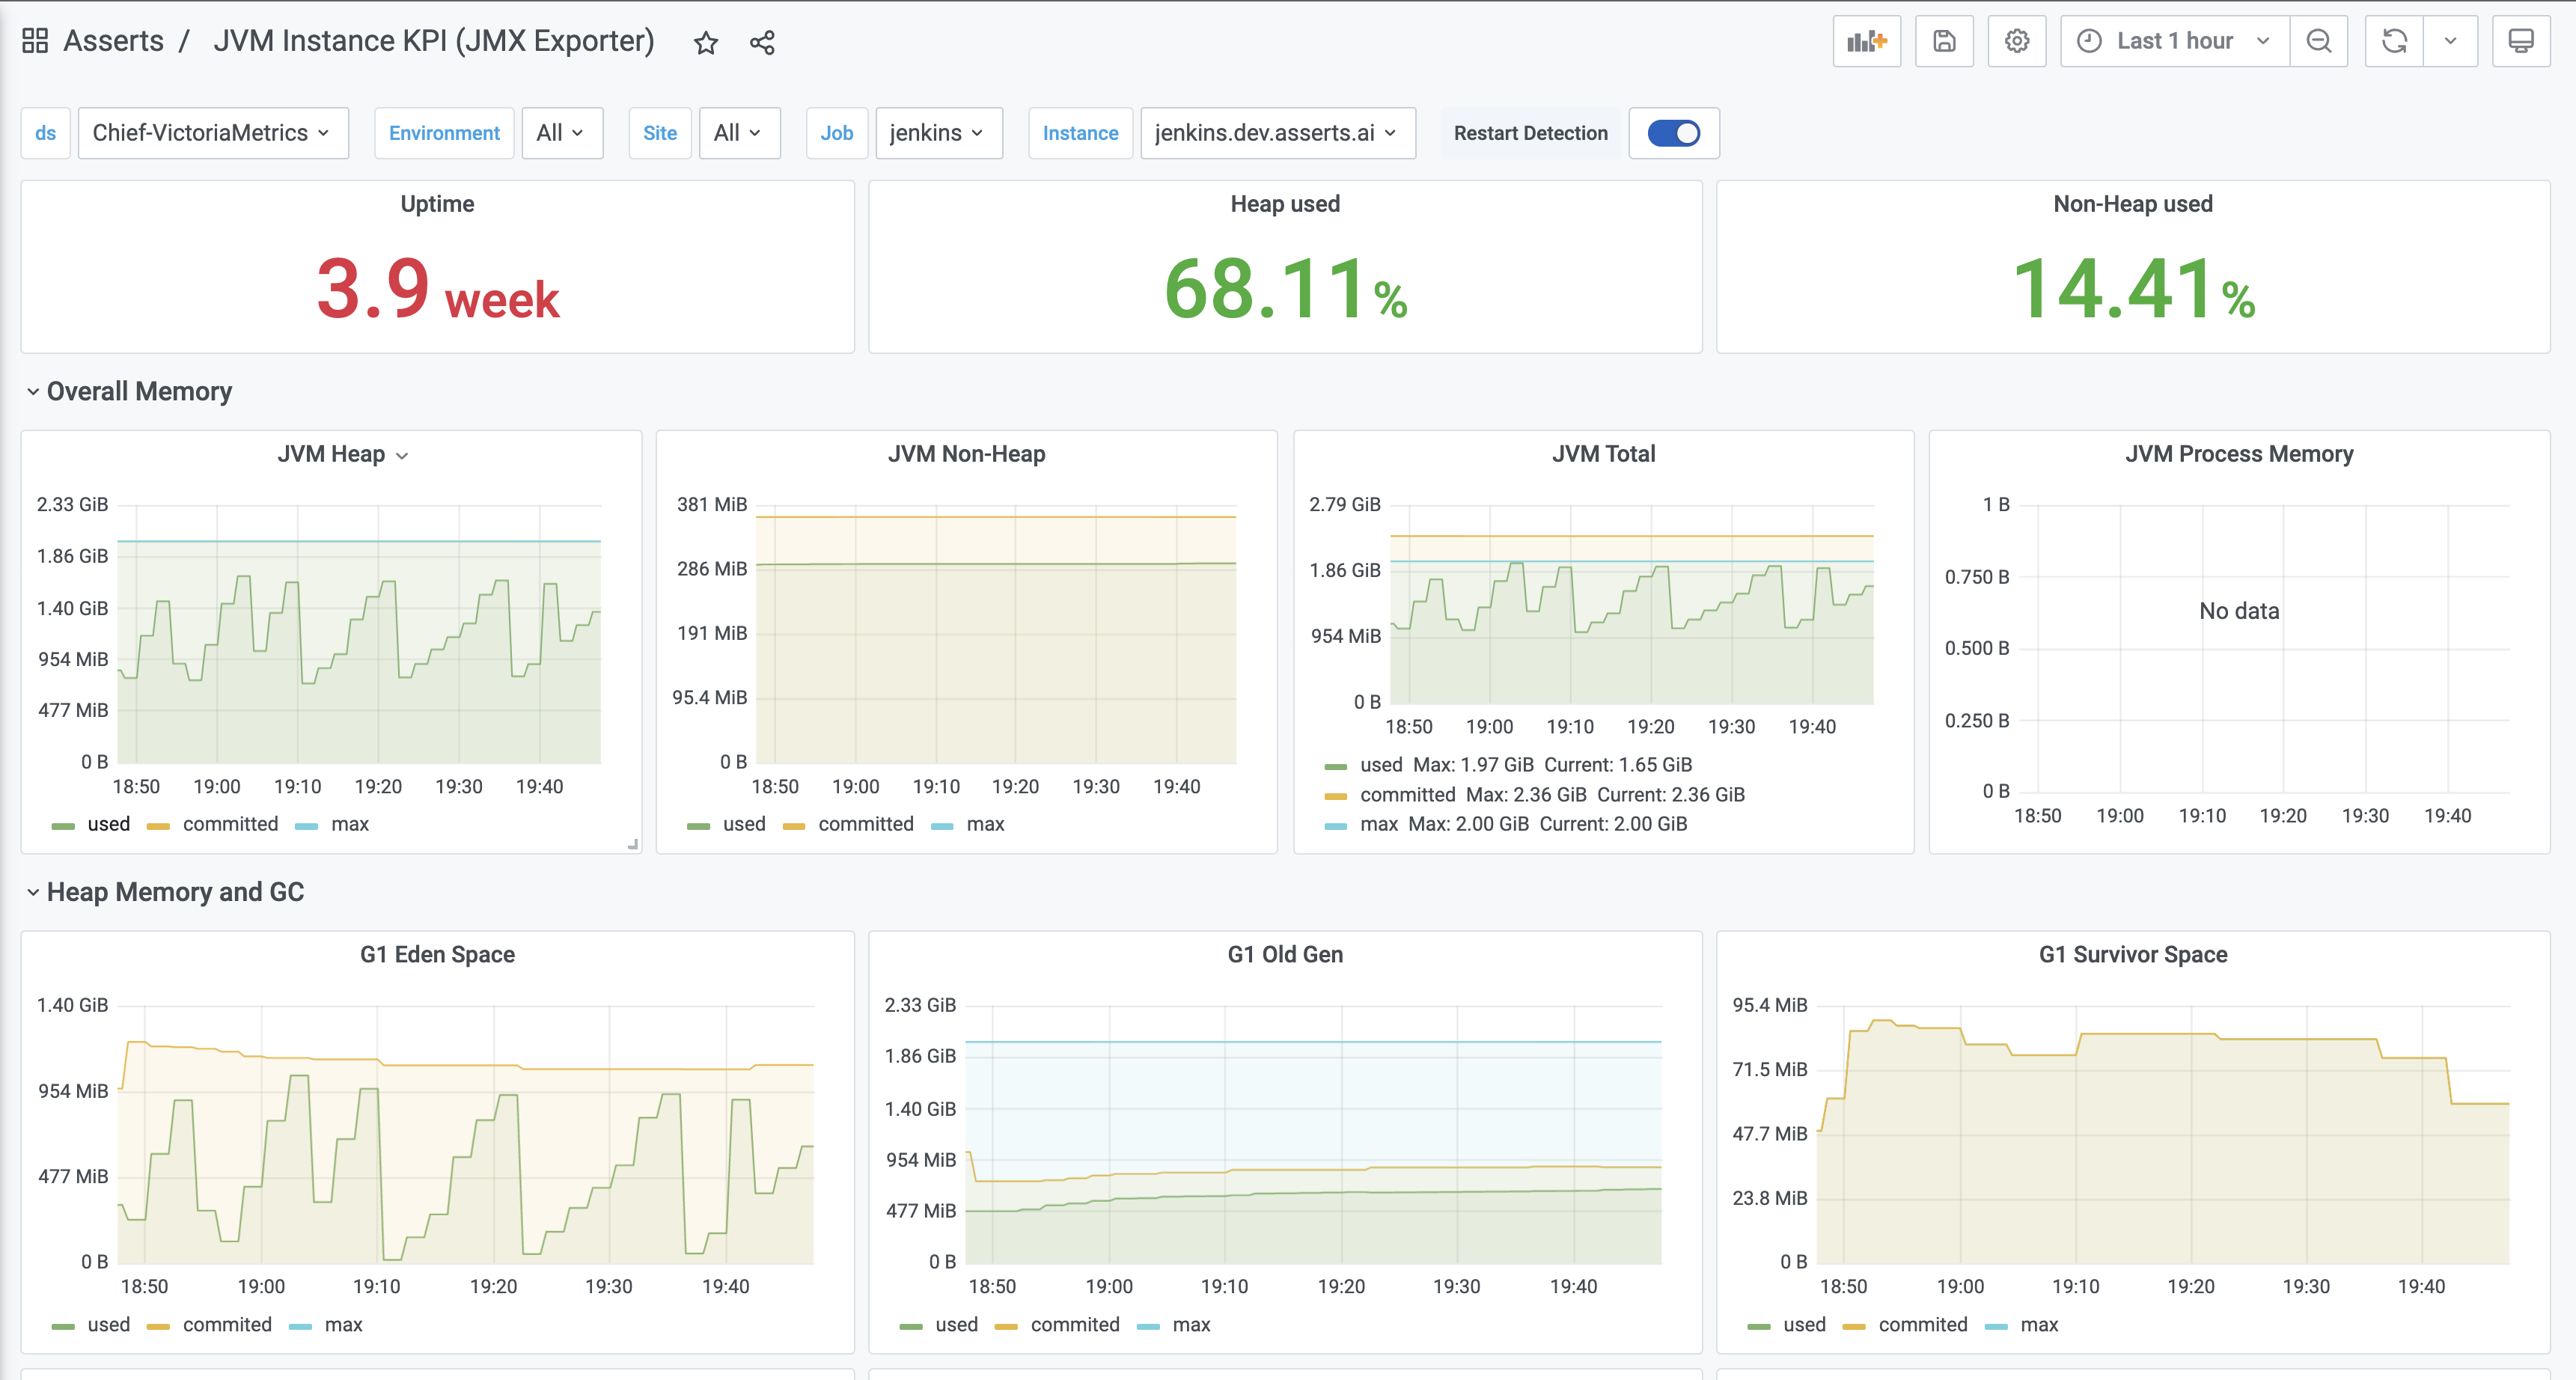 Asserts / JVM Instance KPI (JMX Exporter)
Last 1 hour
ds Chief-VictoriaMetrics Environment All Site All Job jenkins Instance jenkins.dev.asserts.ai Restart Detection
Uptime
3.9 week
Heap used
68.11%
Non-Heap used
14.41%
Overall Memory
JVM Heap
2.33 GiB
1.86 GiB
1.40 GiB
954 MiB
477 MiB
0 B
18:50 19:00 19:10 19:20 19:30 19:40
used committed max
JVM Non-Heap
381 MiB
286 MiB
191 MiB
95.4 MiB
0 B
18:50 19:00 19:10 19:20 19:30 19:40
used committed max
JVM Total
2.79 GiB
1.86 GiB
954 MiB
0 B
18:50 19:00 19:10 19:20 19:30 19:40
used Max: 1.97 GiB Current: 1.65 GiB
committed Max: 2.36 GiB Current: 2.36 GiB
max Max: 2.00 GiB Current: 2.00 GiB
JVM Process Memory
1 B
0.750 B
No data
0.500 B
0.250 B
0 B
18:50 19:00 19:10 19:20 19:30 19:40
Heap Memory and GC
G1 Eden Space
1.40 GiB
954 MiB
477 MiB
0 B
18:50 19:00 19:10 19:20 19:30 19:40
used commited max
G1 Old Gen
2.33 GiB
1.86 GiB
1.40 GiB
954 MiB
477 MiB
0 B
18:50 19:00 19:10 19:20 19:30 19:40
used commited max
G1 Survivor Space
95.4 MiB
71.5 MiB
47.7 MiB
23.8 MiB
0 B
18:50 19:00 19:10 19:20 19:30 19:40
used commited max